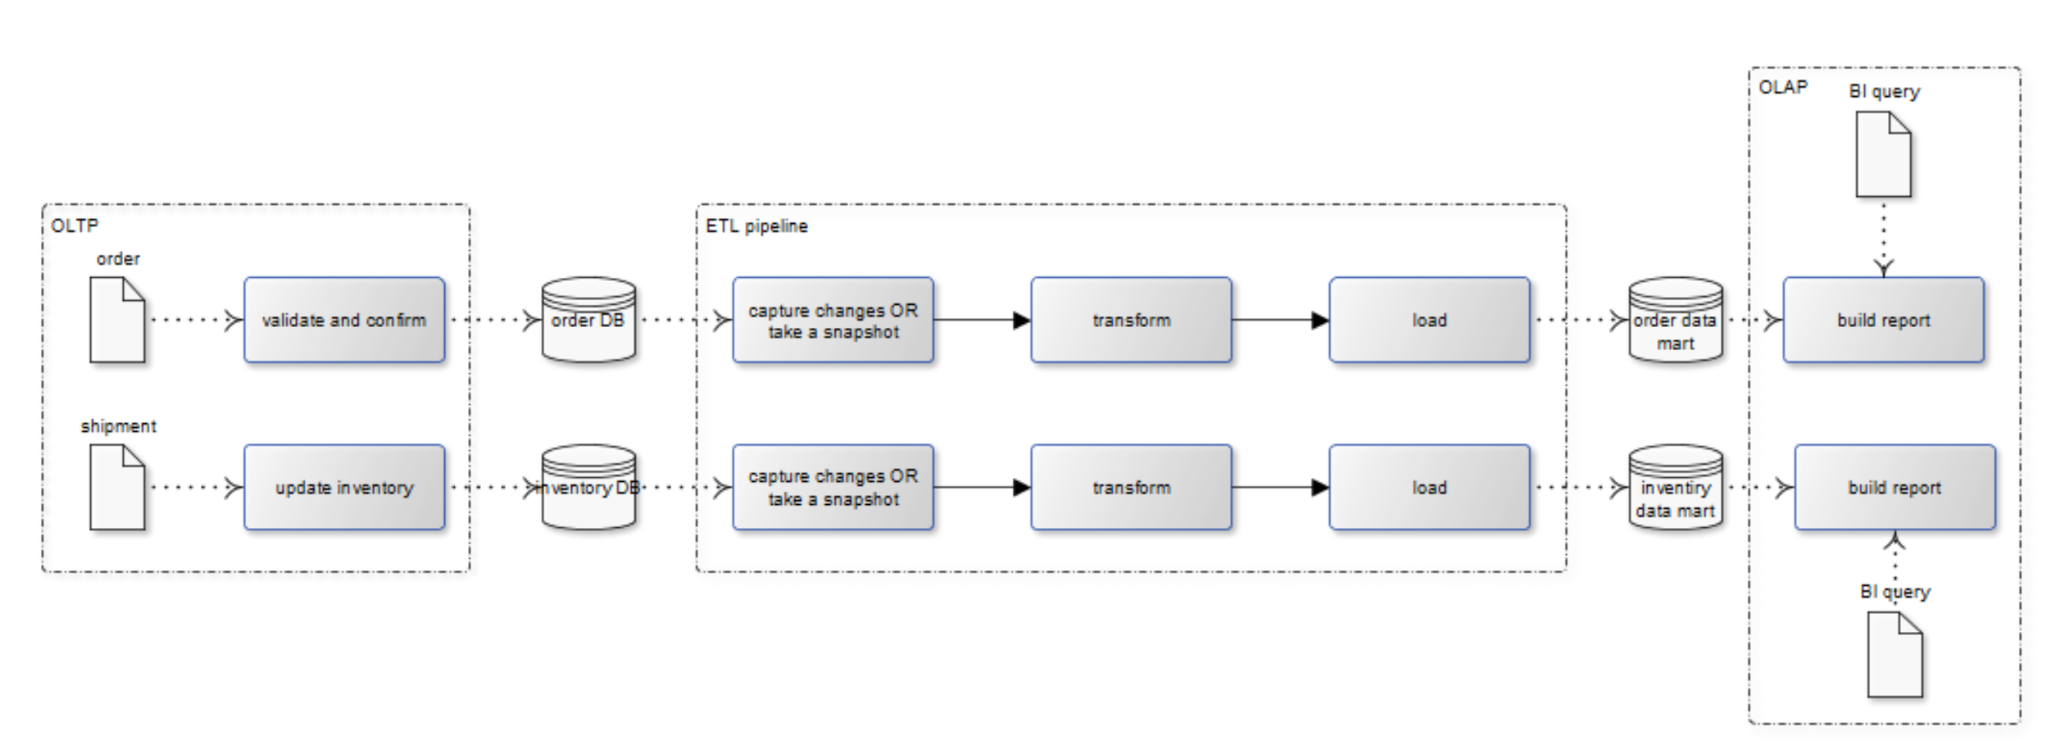 OLAP
BI query
OLTP
ETL pipeline
order
validate and confirm
order DB
capture changes OR
take a snapshot
transform
load
order data
mart
build report
shipment
update inventory
inventory DB
capture changes OR
take a snapshot
transform
load
inventiry
data mart
build report
BI query